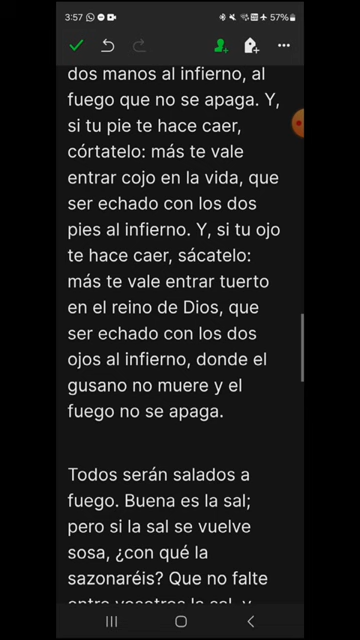 3:57
57%
dos manos al infierno, al
fuego que no se apaga. Y,
si tu pie te hace caer,
córtatelo: más te vale
entrar cojo en la vida, que
ser echado con los dos
pies al infierno. Y, si tu ojo
te hace caer, sácatelo:
más te vale entrar tuerto
en el reino de Dios, que
ser echado con los dos
ojos al infierno, donde el
gusano no muere y el
fuego no se apaga.
Todos serán salados a
fuego. Buena es la sal;
pero si la sal se vuelve
sosa, ¿con qué la
sazonaréis? Que no falte
entre vosotros la sal, y